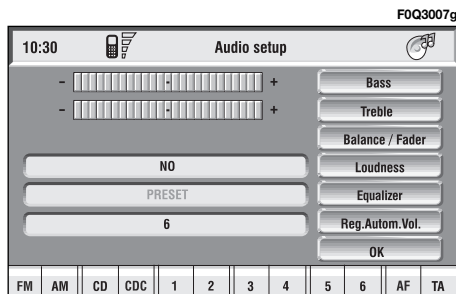 F0Q3007g
10:30 Audio setup
- + Bass
- + Treble
Balance / Fader
NO Loudness
PRESET Equalizer
6 Reg.Autom.Vol.
OK
FM AM CD CDC 1 2 3 4 5 6 AF TA